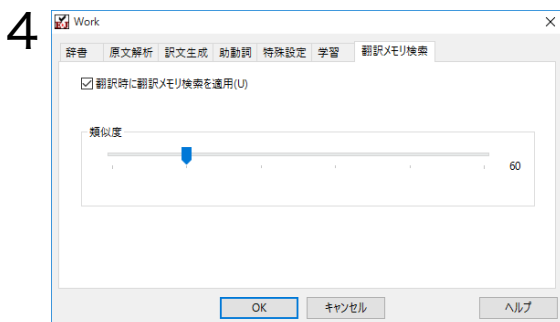 4
Work
辞書 原文解析 訳文生成 助動詞 特殊設定 学習 翻訳メモリ検索
翻訳時に翻訳メモリ検索を適用(U)
類似度
60
OK キャンセル ヘルプ